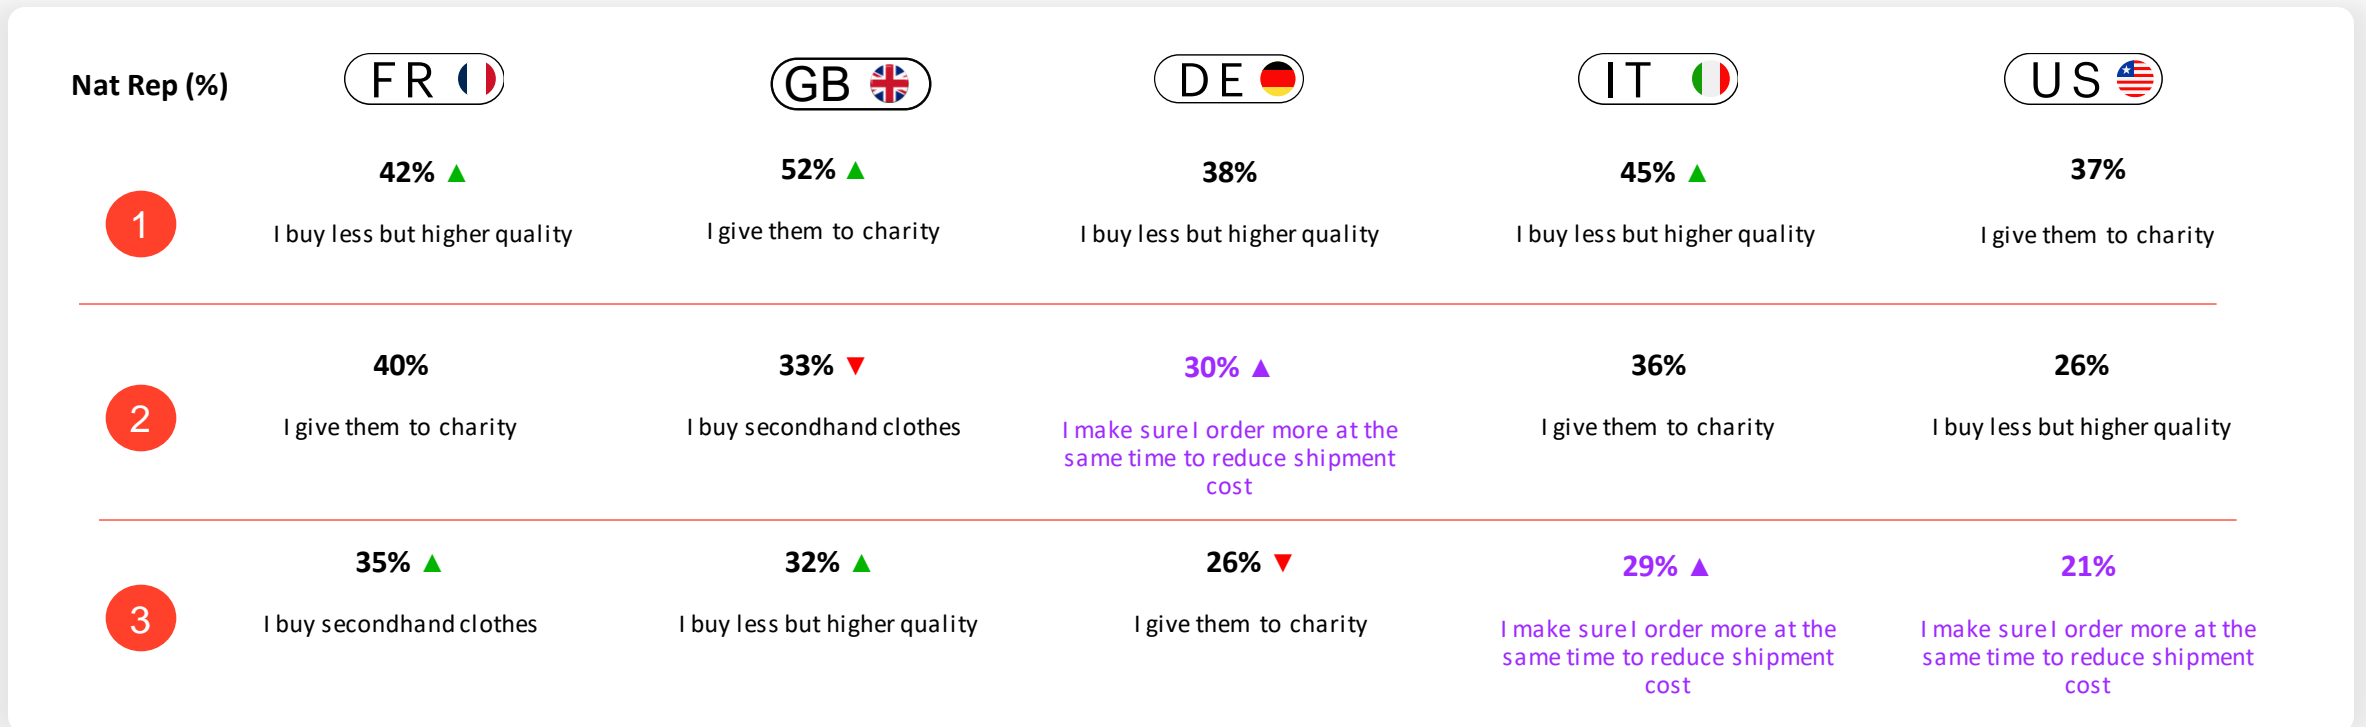 Nat Rep (%)
FR
GB
DE
IT
US
42% ▲
52% ▲
38%
45% ▲
37%
1
I buy less but higher quality
I give them to charity
I buy less but higher quality
I buy less but higher quality
I give them to charity
40%
33% ▼
30% ▲
36%
26%
2
I give them to charity
I buy secondhand clothes
I make sure I order more at the
same time to reduce shipment
cost
I give them to charity
I buy less but higher quality
35% ▲
32% ▲
26% ▼
29% ▲
21%
3
I buy secondhand clothes
I buy less but higher quality
I give them to charity
I make sure I order more at the
same time to reduce shipment
cost
I make sure I order more at the
same time to reduce shipment
cost